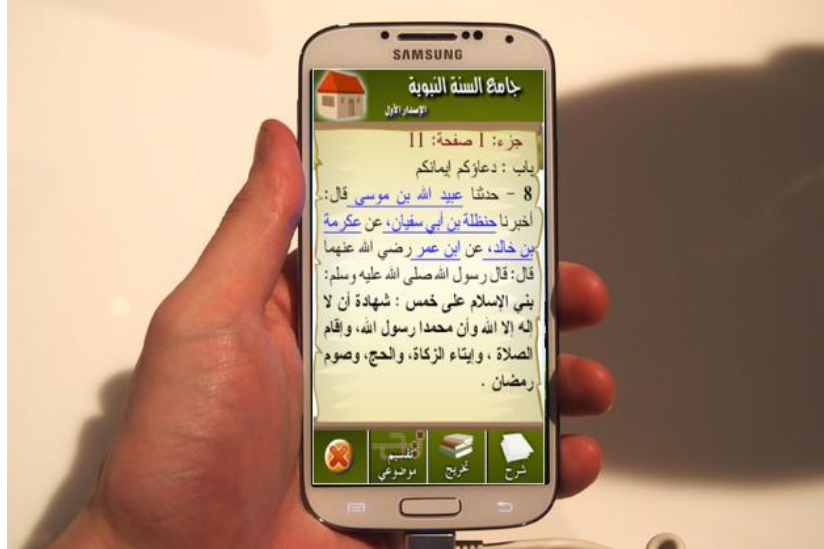 SAMSUNG
جامع السنة النبوية
الإصدار الأول
جزء: 1 صفحة: 11
باب : دعاؤكم إيمانكم
8 - حدثنا عبيد الله بن موسى قال:
أخبرنا حنظلة بن أبي سفيان، عن عكرمة
بن خالد، عن ابن عمر رضي الله عنهما
قال: قال رسول الله صلى الله عليه وسلم:
بني الإسلام على خمس : شهادة أن لا
إله إلا الله وأن محمدا رسول الله، وإقام
الصلاة ، وإيتاء الزكاة، والحج، وصوم
رمضان .
شرح
تخريج
تقسيم
موضوعي